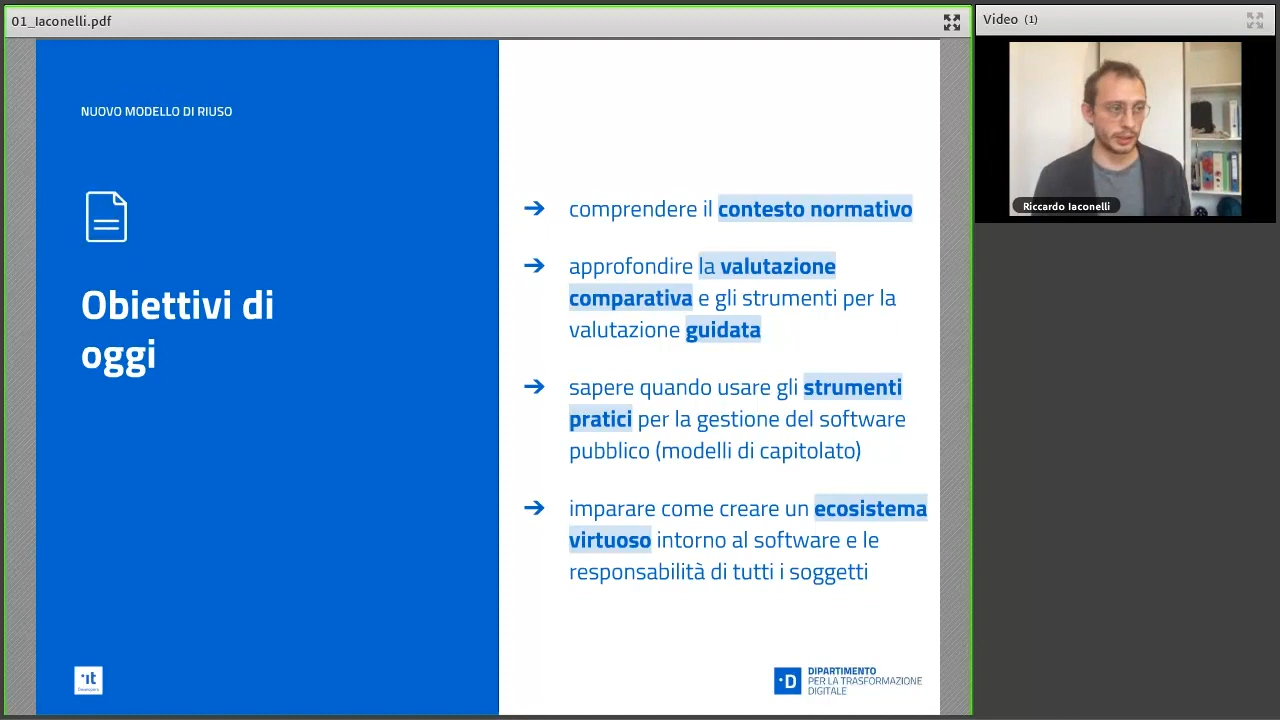 01_Iaconelli.pdf
Video (1)
NUOVO MODELLO DI RIUSO
Obiettivi di
oggi
➔ comprendere il contesto normativo
➔ approfondire la valutazione
comparativa e gli strumenti per la
valutazione guidata
➔ sapere quando usare gli strumenti
pratici per la gestione del software
pubblico (modelli di capitolato)
➔ imparare come creare un ecosistema
virtuoso intorno al software e le
responsabilità di tutti i soggetti
·it
Developers
·D
DIPARTIMENTO
PER LA TRASFORMAZIONE
DIGITALE
Riccardo Iaconelli